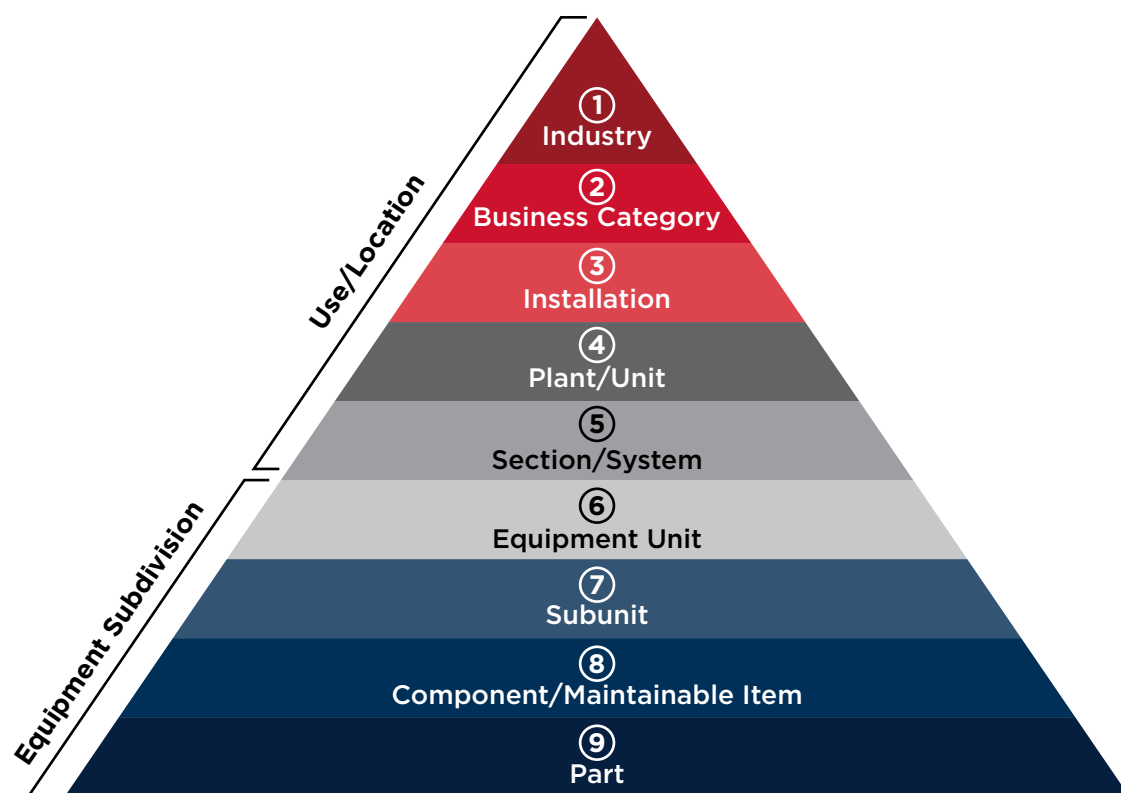 1
Industry
2
Business Category
3
Installation
4
Plant/Unit
5
Section/System
6
Equipment Unit
7
Subunit
8
Component/Maintainable Item
9
Part
Use/Location
Equipment Subdivision